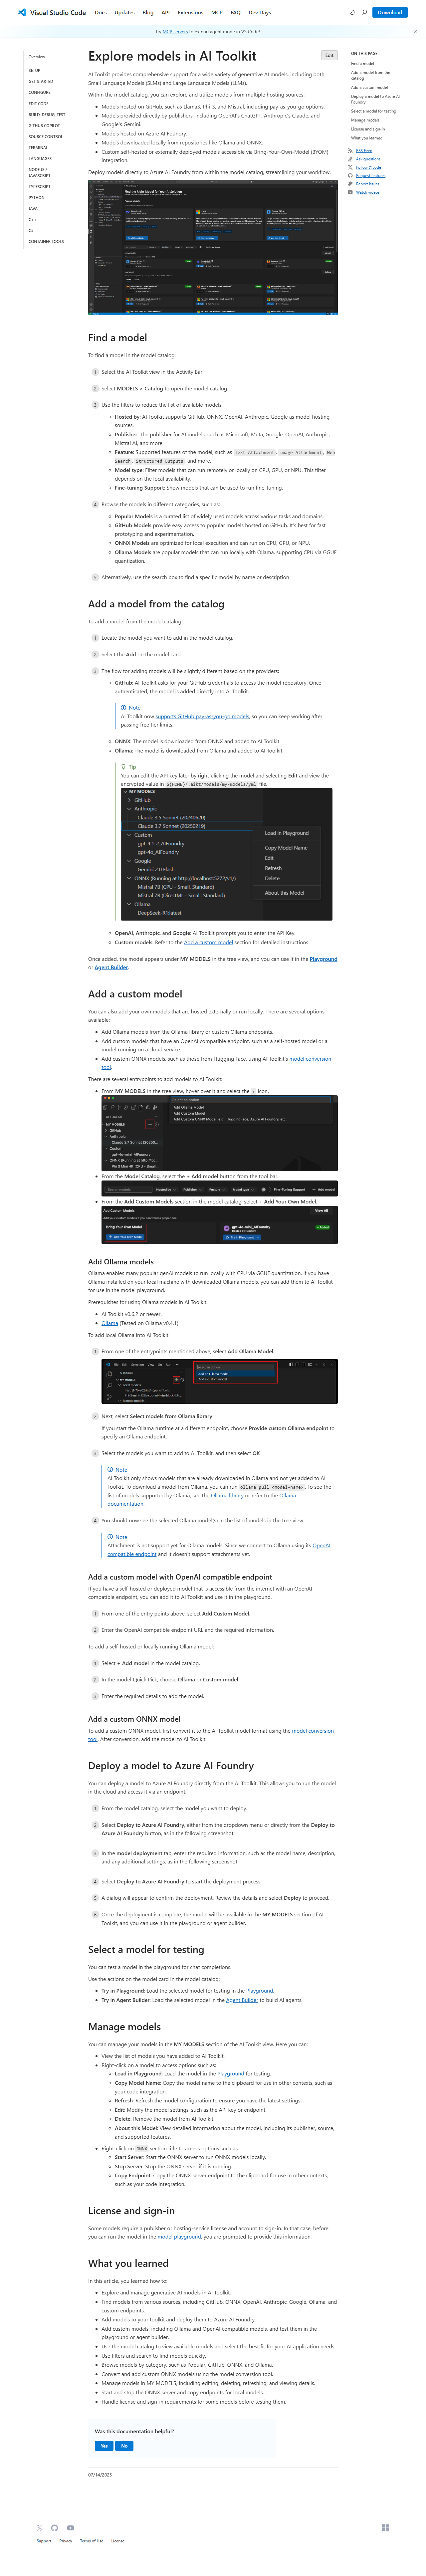 Visual Studio Code
Docs
Updates
Blog
API
Extensions
MCP
FAQ
Dev Days
Download
Try MCP servers to extend agent mode in VS Code!
Overview
SETUP
GET STARTED
CONFIGURE
EDIT CODE
BUILD, DEBUG, TEST
GITHUB COPILOT
SOURCE CONTROL
TERMINAL
LANGUAGES
NODE.JS /
JAVASCRIPT
TYPESCRIPT
PYTHON
JAVA
C++
C#
CONTAINER TOOLS
Explore models in AI Toolkit
Edit
AI Toolkit provides comprehensive support for a wide variety of generative AI models, including both
Small Language Models (SLMs) and Large Language Models (LLMs).
Within the model catalog, you can explore and utilize models from multiple hosting sources:
Models hosted on GitHub, such as Llama3, Phi-3, and Mistral, including pay-as-you-go options.
Models provided directly by publishers, including OpenAI's ChatGPT, Anthropic's Claude, and
Google's Gemini.
Models hosted on Azure AI Foundry.
Models downloaded locally from repositories like Ollama and ONNX.
Custom self-hosted or externally deployed models accessible via Bring-Your-Own-Model (BYOM)
integration.
Deploy models directly to Azure AI Foundry from within the model catalog, streamlining your workflow.
Find the Right Model for Your AI Solution
Find a model
To find a model in the model catalog:
1 Select the AI Toolkit view in the Activity Bar
2 Select MODELS > Catalog to open the model catalog
3 Use the filters to reduce the list of available models
Hosted by: AI Toolkit supports GitHub, ONNX, OpenAI, Anthropic, Google as model hosting
sources.
Publisher: The publisher for AI models, such as Microsoft, Meta, Google, OpenAI, Anthropic,
Mistral AI, and more.
Feature: Supported features of the model, such as Text Attachment, Image Attachment, Web
Search, Structured Outputs, and more.
Model type: Filter models that can run remotely or locally on CPU, GPU, or NPU. This filter
depends on the local availability.
Fine-tuning Support: Show models that can be used to run fine-tuning.
4 Browse the models in different categories, such as:
Popular Models is a curated list of widely used models across various tasks and domains.
GitHub Models provide easy access to popular models hosted on GitHub. It's best for fast
prototyping and experimentation.
ONNX Models are optimized for local execution and can run on CPU, GPU, or NPU.
Ollama Models are popular models that can run locally with Ollama, supporting CPU via GGUF
quantization.
5 Alternatively, use the search box to find a specific model by name or description
Add a model from the catalog
To add a model from the model catalog:
1 Locate the model you want to add in the model catalog.
2 Select the Add on the model card
3 The flow for adding models will be slightly different based on the providers:
GitHub: AI Toolkit asks for your GitHub credentials to access the model repository. Once
authenticated, the model is added directly into AI Toolkit.
Note
AI Toolkit now supports GitHub pay-as-you-go models, so you can keep working after
passing free tier limits.
ONNX: The model is downloaded from ONNX and added to AI Toolkit.
Ollama: The model is downloaded from Ollama and added to AI Toolkit.
Tip
You can edit the API key later by right-clicking the model and selecting Edit and view the
encrypted value in ${HOME}/.aitk/models/my-models/yml file.
MY MODELS
GitHub
Anthropic
Claude 3.5 Sonnet (20240620)
Claude 3.7 Sonnet (20250219)
Custom
gpt-4.1-2_AIFoundry
gpt-4o_AIFoundry
Google
Gemini 2.0 Flash
ONNX (Running at http://localhost:5272/v1/)
Mistral 7B (CPU - Small, Standard)
Mistral 7B (DirectML - Small, Standard)
Ollama
DeepSeek-R1:latest
Load in Playground
Copy Model Name
Edit
Refresh
Delete
About this Model
OpenAI, Anthropic, and Google: AI Toolkit prompts you to enter the API Key.
Custom models: Refer to the Add a custom model section for detailed instructions.
Once added, the model appears under MY MODELS in the tree view, and you can use it in the Playground
or Agent Builder.
Add a custom model
You can also add your own models that are hosted externally or run locally. There are several options
available:
Add Ollama models from the Ollama library or custom Ollama endpoints.
Add custom models that have an OpenAI compatible endpoint, such as a self-hosted model or a
model running on a cloud service.
Add custom ONNX models, such as those from Hugging Face, using AI Toolkit's model conversion
tool.
There are several entrypoints to add models to AI Toolkit:
From MY MODELS in the tree view, hover over it and select the + icon.
Select an option
Add Ollama Model
Add Custom Model
Add Custom ONNX Model, e.g., HuggingFace, Azure AI Foundry, etc.
AI TOOLKIT
MY MODELS
GitHub
Anthropic
Claude 3.5 Sonnet (2024...
From the Model Catalog, select the + Add model button from the tool bar.
Hosted by
Publisher
Feature
Model type
Fine-Tuning Support
Add model
From the Add Custom Models section in the model catalog, select + Add Your Own Model.
Add Custom Models
View All
Bring Your Own Model
Add Your Own Model
gpt-4o-mini_AIFoundry
Try in Playground
Added
Add Ollama models
Ollama enables many popular genAI models to run locally with CPU via GGUF quantization. If you have
Ollama installed on your local machine with downloaded Ollama models, you can add them to AI Toolkit
for use in the model playground.
Prerequisites for using Ollama models in AI Toolkit:
AI Toolkit v0.6.2 or newer.
Ollama (Tested on Ollama v0.4.1)
To add local Ollama into AI Toolkit
1 From one of the entrypoints mentioned above, select Add Ollama Model.
File Edit Selection View Go Run
Select an option
Add an Ollama model
Add a custom model
MY MODELS
2 Next, select Select models from Ollama library
If you start the Ollama runtime at a different endpoint, choose Provide custom Ollama endpoint to
specify an Ollama endpoint.
3 Select the models you want to add to AI Toolkit, and then select OK
Note
AI Toolkit only shows models that are already downloaded in Ollama and not yet added to AI
Toolkit. To download a model from Ollama, you can run ollama pull <model-name>. To see the
list of models supported by Ollama, see the Ollama library or refer to the Ollama
documentation.
4 You should now see the selected Ollama model(s) in the list of models in the tree view.
Note
Attachment is not support yet for Ollama models. Since we connect to Ollama using its OpenAI
compatible endpoint and it doesn't support attachments yet.
Add a custom model with OpenAI compatible endpoint
If you have a self-hosted or deployed model that is accessible from the internet with an OpenAI
compatible endpoint, you can add it to AI Toolkit and use it in the playground.
1 From one of the entry points above, select Add Custom Model.
2 Enter the OpenAI compatible endpoint URL and the required information.
To add a self-hosted or locally running Ollama model:
1 Select + Add model in the model catalog.
2 In the model Quick Pick, choose Ollama or Custom model.
3 Enter the required details to add the model.
Add a custom ONNX model
To add a custom ONNX model, first convert it to the AI Toolkit model format using the model conversion
tool. After conversion, add the model to AI Toolkit.
Deploy a model to Azure AI Foundry
You can deploy a model to Azure AI Foundry directly from the AI Toolkit. This allows you to run the model
in the cloud and access it via an endpoint.
1 From the model catalog, select the model you want to deploy.
2 Select Deploy to Azure AI Foundry, either from the dropdown menu or directly from the Deploy to
Azure AI Foundry button, as in the following screenshot:
3 In the model deployment tab, enter the required information, such as the model name, description,
and any additional settings, as in the following screenshot:
4 Select Deploy to Azure AI Foundry to start the deployment process.
5 A dialog will appear to confirm the deployment. Review the details and select Deploy to proceed.
6 Once the deployment is complete, the model will be available in the MY MODELS section of AI
Toolkit, and you can use it in the playground or agent builder.
Select a model for testing
You can test a model in the playground for chat completions.
Use the actions on the model card in the model catalog:
Try in Playground: Load the selected model for testing in the Playground.
Try in Agent Builder: Load the selected model in the Agent Builder to build AI agents.
Manage models
You can manage your models in the MY MODELS section of the AI Toolkit view. Here you can:
View the list of models you have added to AI Toolkit.
Right-click on a model to access options such as:
Load in Playground: Load the model in the Playground for testing.
Copy Model Name: Copy the model name to the clipboard for use in other contexts, such as
your code integration.
Refresh: Refresh the model configuration to ensure you have the latest settings.
Edit: Modify the model settings, such as the API key or endpoint.
Delete: Remove the model from AI Toolkit.
About this Model: View detailed information about the model, including its publisher, source,
and supported features.
Right-click on ONNX section title to access options such as:
Start Server: Start the ONNX server to run ONNX models locally.
Stop Server: Stop the ONNX server if it is running.
Copy Endpoint: Copy the ONNX server endpoint to the clipboard for use in other contexts,
such as your code integration.
License and sign-in
Some models require a publisher or hosting-service license and account to sign-in. In that case, before
you can run the model in the model playground, you are prompted to provide this information.
What you learned
In this article, you learned how to:
Explore and manage generative AI models in AI Toolkit.
Find models from various sources, including GitHub, ONNX, OpenAI, Anthropic, Google, Ollama, and
custom endpoints.
Add models to your toolkit and deploy them to Azure AI Foundry.
Add custom models, including Ollama and OpenAI compatible models, and test them in the
playground or agent builder.
Use the model catalog to view available models and select the best fit for your AI application needs.
Use filters and search to find models quickly.
Browse models by category, such as Popular, GitHub, ONNX, and Ollama.
Convert and add custom ONNX models using the model conversion tool.
Manage models in MY MODELS, including editing, deleting, refreshing, and viewing details.
Start and stop the ONNX server and copy endpoints for local models.
Handle license and sign-in requirements for some models before testing them.
Was this documentation helpful?
Yes
No
07/14/2025
ON THIS PAGE
Find a model
Add a model from the
catalog
Add a custom model
Deploy a model to Azure AI
Foundry
Select a model for testing
Manage models
License and sign-in
What you learned
RSS Feed
Ask questions
Follow @code
Request features
Report issues
Watch videos
Support
Privacy
Terms of Use
License